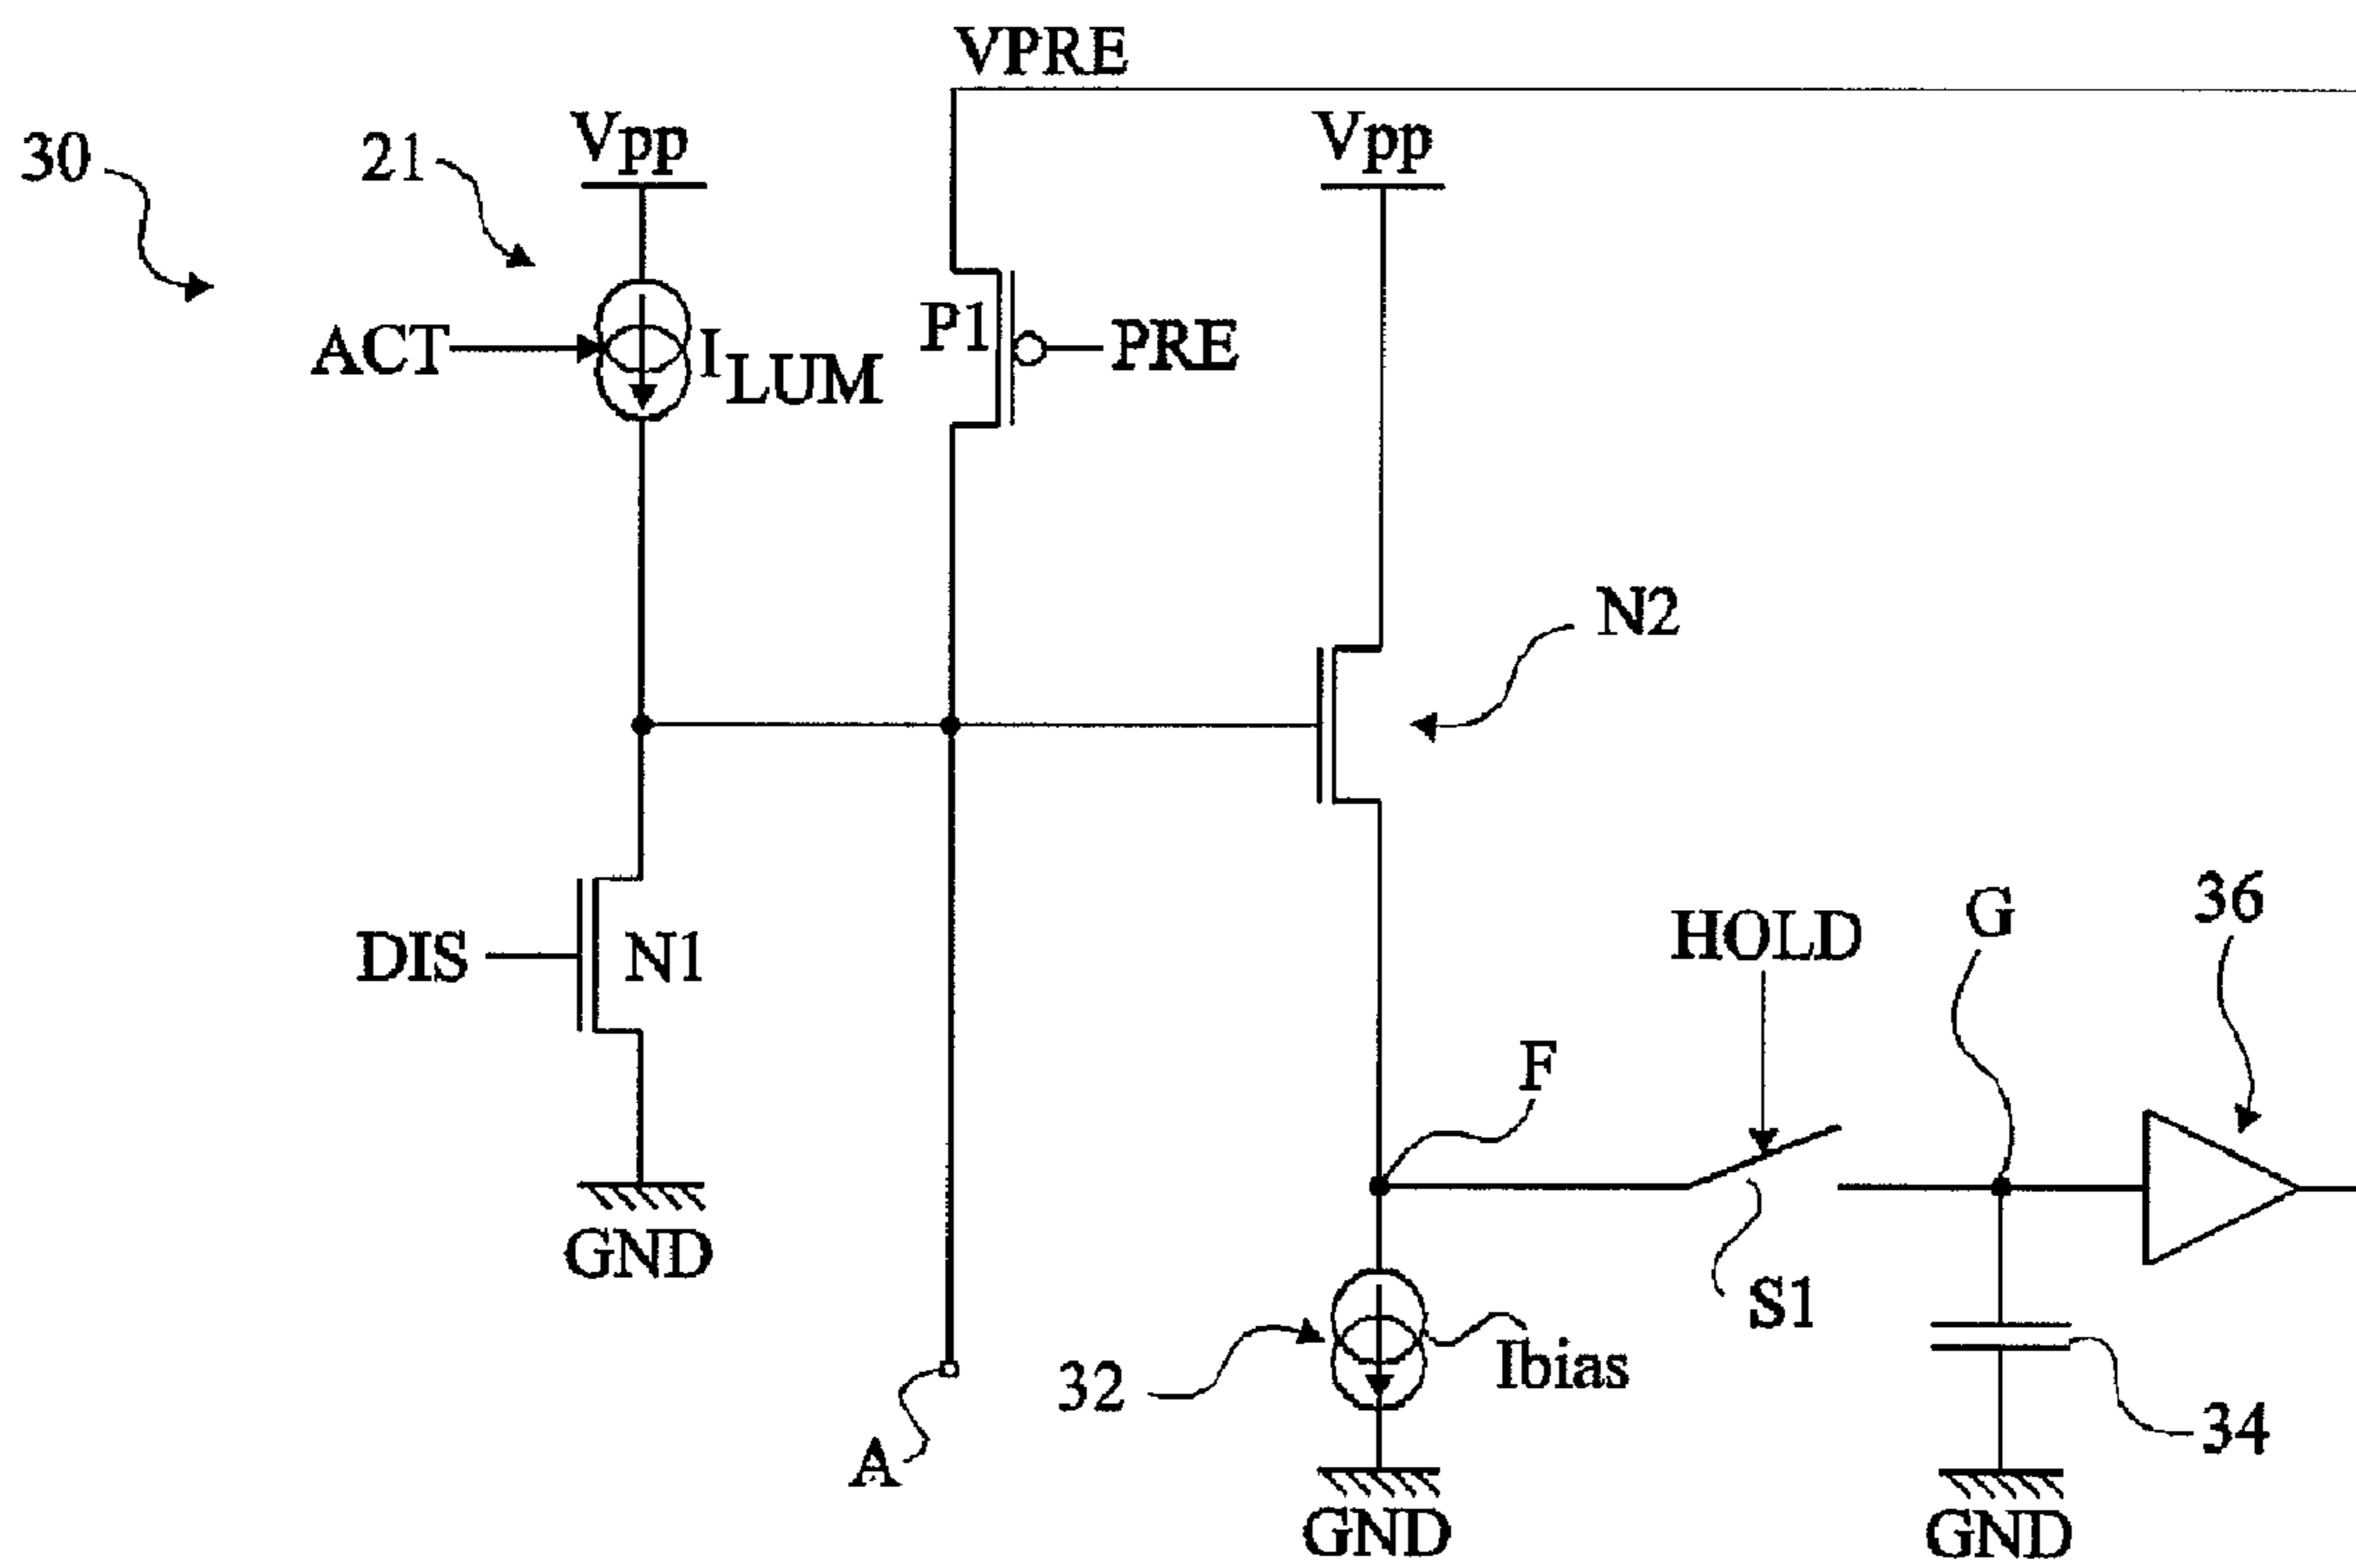 VPRE
30
21
Vpp
Vpp
ACT
I LUM
P1
PRE
N2
DIS
N1
HOLD
G
36
F
GND
S1
32
Ibias
A
34
GND
GND